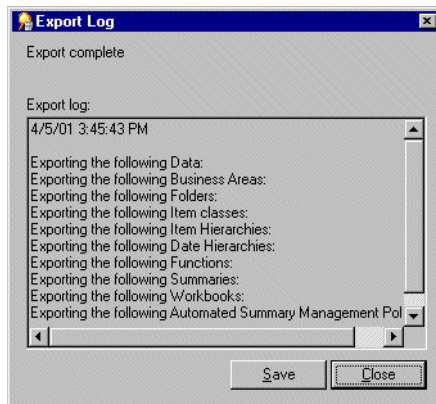 Export Log
Export complete
Export log:
4/5/01 3:45:43 PM
Exporting the following Data:
Exporting the following Business Areas:
Exporting the following Folders:
Exporting the following Item classes:
Exporting the following Item Hierarchies:
Exporting the following Date Hierarchies:
Exporting the following Functions:
Exporting the following Summaries:
Exporting the following Workbooks:
Exporting the following Automated Summary Management Pol
Save Close